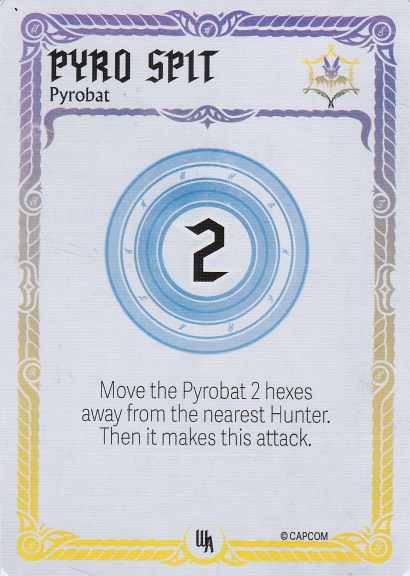 PYRO SPIT
Pyrobat
2
Move the Pyrobat 2 hexes
away from the nearest Hunter.
Then it makes this attack.
© CAPCOM